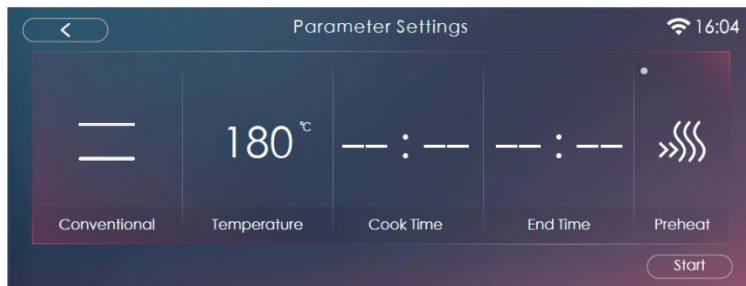 Parameter Settings
16:04
180 °C
-- : --
-- : --
Conventional
Temperature
Cook Time
End Time
Preheat
Start